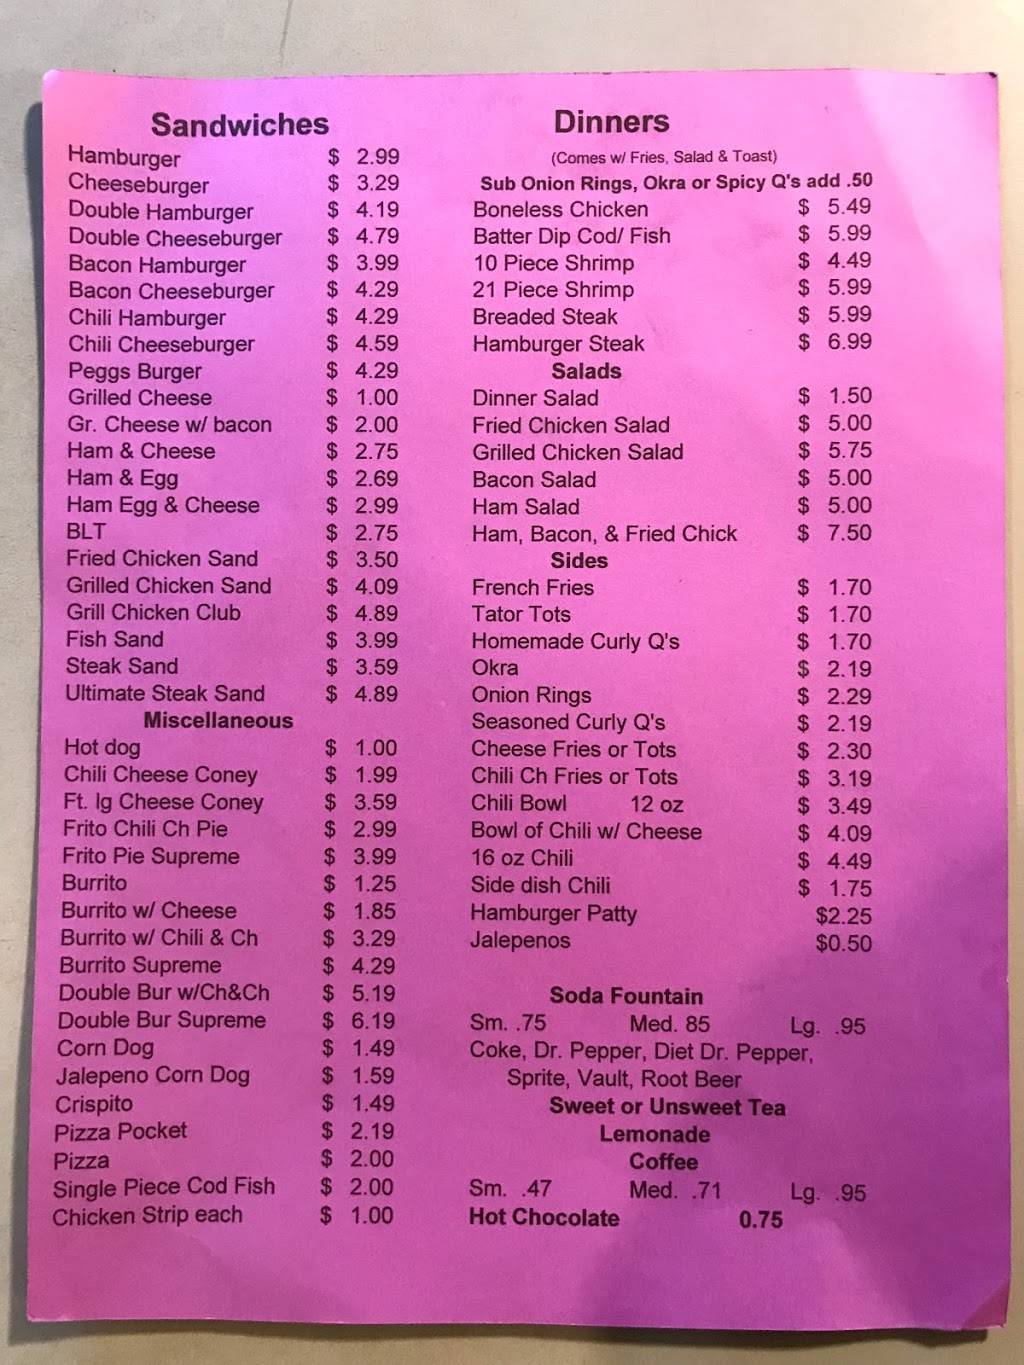 Sandwiches
Hamburger $ 2.99
Cheeseburger $ 3.29
Double Hamburger $ 4.19
Double Cheeseburger $ 4.79
Bacon Hamburger $ 3.99
Bacon Cheeseburger $ 4.29
Chili Hamburger $ 4.29
Chili Cheeseburger $ 4.59
Peggs Burger $ 4.29
Grilled Cheese $ 1.00
Gr. Cheese w/ bacon $ 2.00
Ham & Cheese $ 2.75
Ham & Egg $ 2.69
Ham Egg & Cheese $ 2.99
BLT $ 2.75
Fried Chicken Sand $ 3.50
Grilled Chicken Sand $ 4.09
Grill Chicken Club $ 4.89
Fish Sand $ 3.99
Steak Sand $ 3.59
Ultimate Steak Sand $ 4.89
Miscellaneous
Hot dog $ 1.00
Chili Cheese Coney $ 1.99
Ft. lg Cheese Coney $ 3.59
Frito Chili Ch Pie $ 2.99
Frito Pie Supreme $ 3.99
Burrito $ 1.25
Burrito w/ Cheese $ 1.85
Burrito w/ Chili & Ch $ 3.29
Burrito Supreme $ 4.29
Double Bur w/Ch&Ch $ 5.19
Double Bur Supreme $ 6.19
Corn Dog $ 1.49
Jalepeno Corn Dog $ 1.59
Crispito $ 1.49
Pizza Pocket $ 2.19
Pizza $ 2.00
Single Piece Cod Fish $ 2.00
Chicken Strip each $ 1.00
Dinners
(Comes w/ Fries, Salad & Toast)
Sub Onion Rings, Okra or Spicy Q's add .50
Boneless Chicken $ 5.49
Batter Dip Cod/ Fish $ 5.99
10 Piece Shrimp $ 4.49
21 Piece Shrimp $ 5.99
Breaded Steak $ 5.99
Hamburger Steak $ 6.99
Salads
Dinner Salad $ 1.50
Fried Chicken Salad $ 5.00
Grilled Chicken Salad $ 5.75
Bacon Salad $ 5.00
Ham Salad $ 5.00
Ham, Bacon, & Fried Chick $ 7.50
Sides
French Fries $ 1.70
Tator Tots $ 1.70
Homemade Curly Q's $ 1.70
Okra $ 2.19
Onion Rings $ 2.29
Seasoned Curly Q's $ 2.19
Cheese Fries or Tots $ 2.30
Chili Ch Fries or Tots $ 3.19
Chili Bowl 12 oz $ 3.49
Bowl of Chili w/ Cheese $ 4.09
16 oz Chili $ 4.49
Side dish Chili $ 1.75
Hamburger Patty $2.25
Jalepenos $0.50
Soda Fountain
Sm. .75 Med. 85 Lg. .95
Coke, Dr. Pepper, Diet Dr. Pepper,
Sprite, Vault, Root Beer
Sweet or Unsweet Tea
Lemonade
Coffee
Sm. .47 Med. .71 Lg. .95
Hot Chocolate 0.75